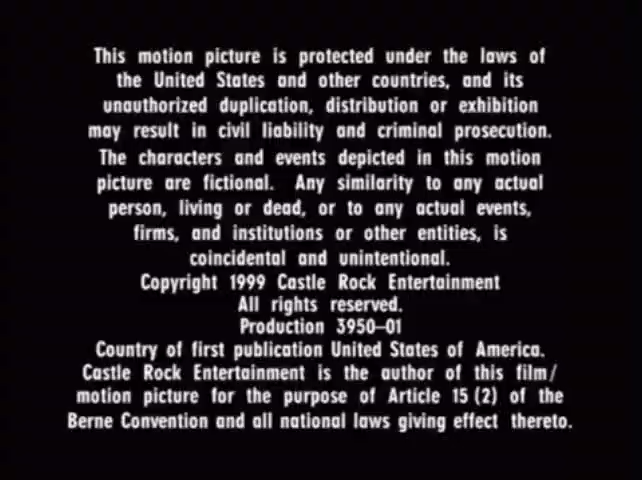 This motion picture is protected under the laws of
the United States and other countries, and its
unauthorized duplication, distribution or exhibition
may result in civil liability and criminal prosecution.
The characters and events depicted in this motion
picture are fictional. Any similarity to any actual
person, living or dead, or to any actual events,
firms, and institutions or other entities, is
coincidental and unintentional.
Copyright 1999 Castle Rock Entertainment
All rights reserved.
Production 3950–01
Country of first publication United States of America.
Castle Rock Entertainment is the author of this film/
motion picture for the purpose of Article 15 (2) of the
Berne Convention and all national laws giving effect thereto.